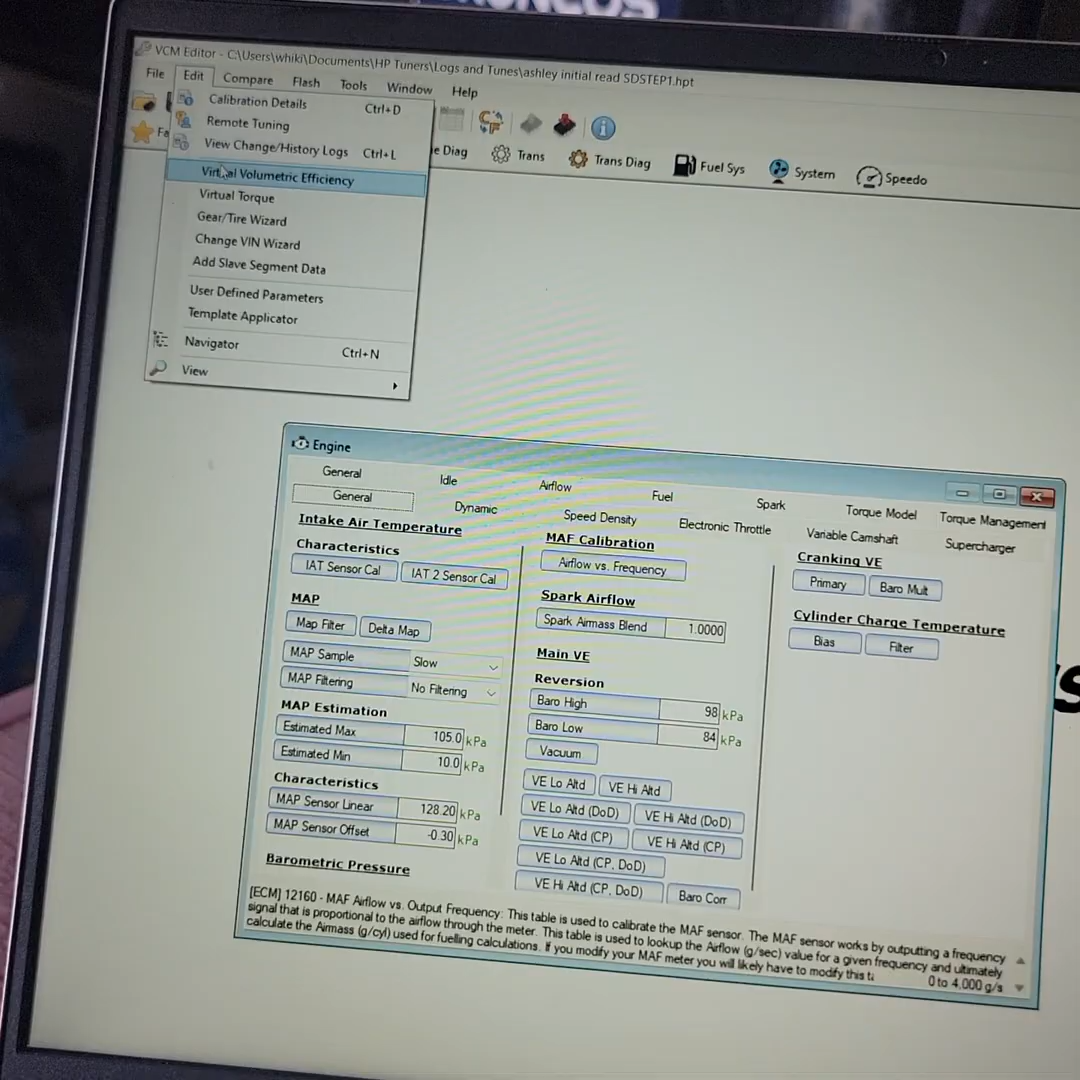 BRONCOS
VCM Editor - C:\Users\whiki\Documents\HP Tuners\Logs and Tunes\ashley initial read SDSTEP1.hpt
File Edit Compare Flash Tools Window Help
Calibration Details Ctrl+D
Remote Tuning
View Change/History Logs Ctrl+L
Virtual Volumetric Efficiency
Virtual Torque
Gear/Tire Wizard
Change VIN Wizard
Add Slave Segment Data
User Defined Parameters
Template Applicator
Navigator Ctrl+N
View
Fa
e Diag Trans Trans Diag Fuel Sys System Speedo
Engine
General Idle Airflow Fuel Spark Torque Model Torque Management
General Dynamic Speed Density Electronic Throttle Variable Camshaft Supercharger
Intake Air Temperature
Characteristics
IAT Sensor Cal IAT 2 Sensor Cal
MAP
Map Filter Delta Map
MAP Sample Slow
MAP Filtering No Filtering
MAP Estimation
Estimated Max 105.0 kPa
Estimated Min 10.0 kPa
Characteristics
MAP Sensor Linear 128.20 kPa
MAP Sensor Offset -0.30 kPa
Barometric Pressure
MAF Calibration
Airflow vs. Frequency
Spark Airflow
Spark Airmass Blend 1.0000
Main VE
Reversion
Baro High 98 kPa
Baro Low 84 kPa
Vacuum
VE Lo Altd VE Hi Altd
VE Lo Altd (DoD) VE Hi Altd (DoD)
VE Lo Altd (CP) VE Hi Altd (CP)
VE Lo Altd (CP, DoD)
VE Hi Altd (CP, DoD) Baro Corr
Cranking VE
Primary Baro Mult
Cylinder Charge Temperature
Bias Filter
[ECM] 12160 - MAF Airflow vs. Output Frequency: This table is used to calibrate the MAF sensor. The MAF sensor works by outputting a frequency
signal that is proportional to the airflow through the meter. This table is used to lookup the Airflow (g/sec) value for a given frequency and ultimately
calculate the Airmass (g/cyl) used for fuelling calculations. If you modify your MAF meter you will likely have to modify this ta
0 to 4,000 g/s